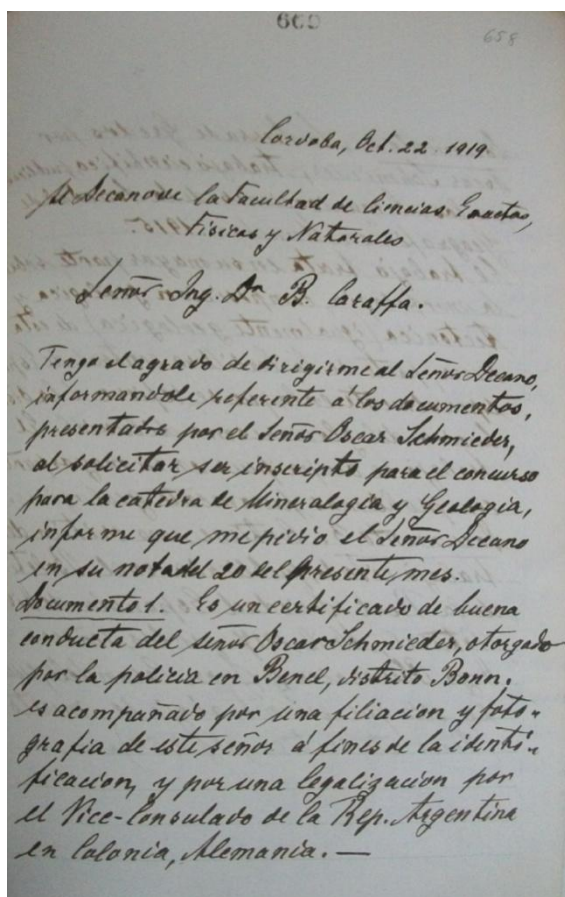 669
658
Cordoba, Oct. 22. 1919
Al Decano de la Facultad de Ciencias Exactas,
Fisicas y Naturales
Señor Ing. Dn B. Caraffa.
Tengo el agrado de dirigirme al Señor Decano,
informandole referente á los documentos,
presentados por el Señor Oscar Schmieder,
al solicitar ser inscripto para el concurso
para la catedra de Mineralogia y Geologia,
informe que me pidio el Señor Decano
en su nota del 20 del presente mes.
Documento 1. Es un certificado de buena
conducta del señor Oscar Schmieder, otorgado
por la policia en Benel, distrito Bonn.
es acompañado por una filiacion y foto-
grafia de este señor á fines de la identi-
ficacion, y por una legalizacion por
el Vice-Consulado de la Rep. Argentina
en Colonia, Alemania. —